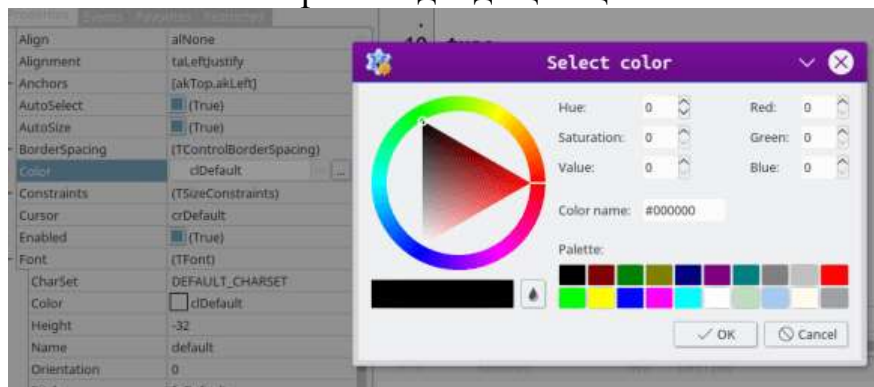 Properties Events Favorites Restricted
Align alNone
Alignment taLeftJustify
Anchors [akTop,akLeft]
AutoSelect (True)
AutoSize (True)
BorderSpacing (TControlBorderSpacing)
Color clDefault ...
Constraints (TSizeConstraints)
Cursor crDefault
Enabled (True)
Font (TFont)
CharSet DEFAULT_CHARSET
Color clDefault
Height -32
Name default
Orientation 0
10
Select color
Hue: 0 Red: 0
Saturation: 0 Green: 0
Value: 0 Blue: 0
Color name: #000000
Palette:
OK Cancel